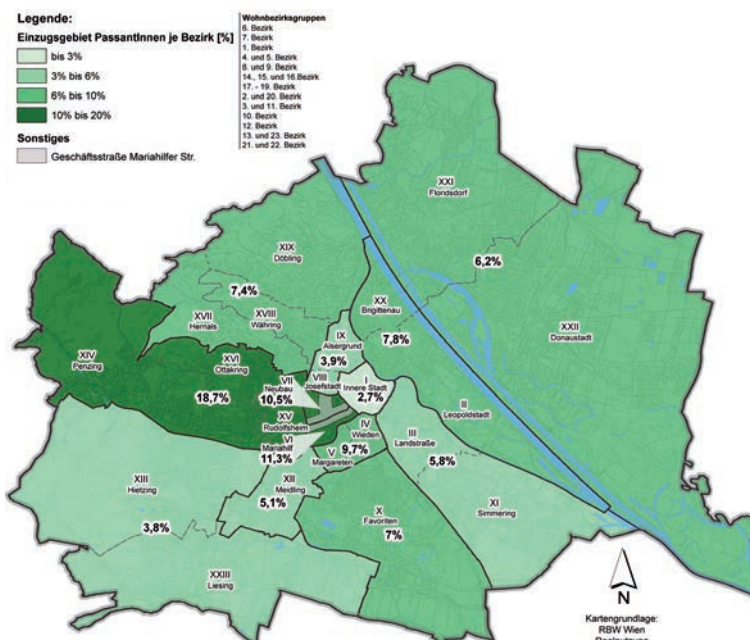 Legende:
Einzugsgebiet PassantInnen je Bezirk [%]
bis 3%
3% bis 6%
6% bis 10%
10% bis 20%
Sonstiges
Geschäftsstraße Mariahilfer Str.
Wohnbezirksgruppen
6. Bezirk
7. Bezirk
1. Bezirk
4. und 5. Bezirk
8. und 9. Bezirk
14., 15. und 16.Bezirk
17. - 19. Bezirk
2. und 20. Bezirk
3. und 11. Bezirk
10. Bezirk
12. Bezirk
13. und 23. Bezirk
21. und 22. Bezirk
XXI
Floridsdorf
6,2%
XIX
Döbling
7,4%
XVIII
Währing
XVII
Hernals
XX
Brigittenau
7,8%
XXII
Donaustadt
IX
Alsergrund
3,9%
XIV
Penzing
XVI
Ottakring
18,7%
VII
Neubau
10,5%
VIII
Josefstadt
I
Innere Stadt
2,7%
II
Leopoldstadt
XV
Rudolfsheim
VI
Mariahilf
11,3%
IV
Wieden
9,7%
V
Margareten
III
Landstraße
5,8%
XIII
Hietzing
3,8%
XII
Meidling
5,1%
X
Favoriten
7%
XI
Simmering
XXIII
Liesing
N
Kartengrundlage:
RBW Wien